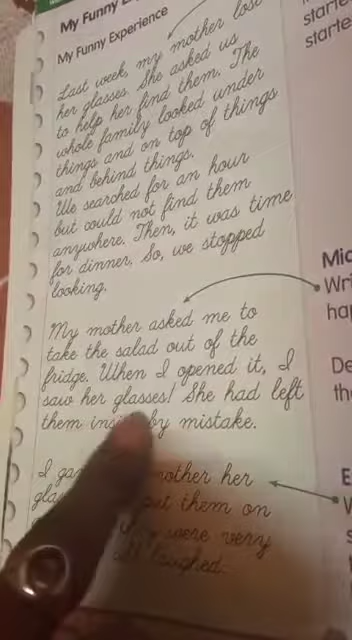 My Funny E
My Funny Experience
Last week, my mother lost
her glasses. She asked us
to help her find them. The
whole family looked under
things and on top of things
and behind things.
We searched for an hour
but could not find them
anywhere. Then, it was time
for dinner. So, we stopped
looking.
My mother asked me to
take the salad out of the
fridge. When I opened it, I
saw her glasses! She had left
them by mistake.
I mother her
them on
were very
laughed.
starte
starte
Mid
Wri
hap
De
th
E